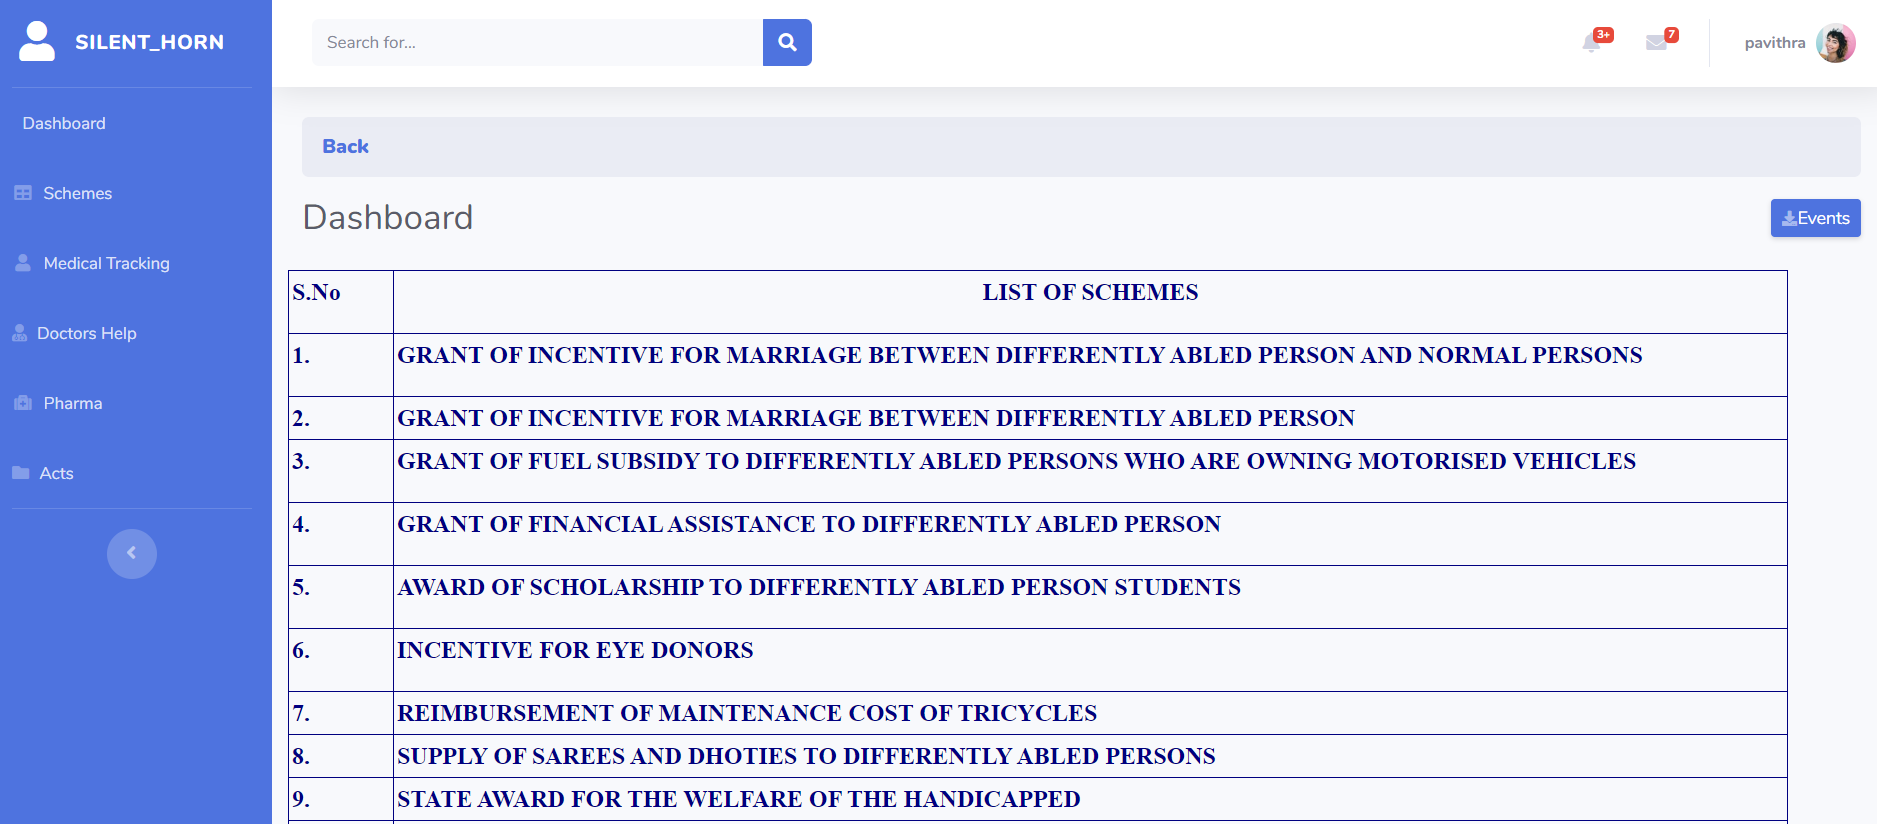 SILENT_HORN
Search for...
3+
7
pavithra
Dashboard
Schemes
Medical Tracking
Doctors Help
Pharma
Acts
Back
Dashboard
Events
S.No LIST OF SCHEMES
1. GRANT OF INCENTIVE FOR MARRIAGE BETWEEN DIFFERENTLY ABLED PERSON AND NORMAL PERSONS
2. GRANT OF INCENTIVE FOR MARRIAGE BETWEEN DIFFERENTLY ABLED PERSON
3. GRANT OF FUEL SUBSIDY TO DIFFERENTLY ABLED PERSONS WHO ARE OWNING MOTORISED VEHICLES
4. GRANT OF FINANCIAL ASSISTANCE TO DIFFERENTLY ABLED PERSON
5. AWARD OF SCHOLARSHIP TO DIFFERENTLY ABLED PERSON STUDENTS
6. INCENTIVE FOR EYE DONORS
7. REIMBURSEMENT OF MAINTENANCE COST OF TRICYCLES
8. SUPPLY OF SAREES AND DHOTIES TO DIFFERENTLY ABLED PERSONS
9. STATE AWARD FOR THE WELFARE OF THE HANDICAPPED